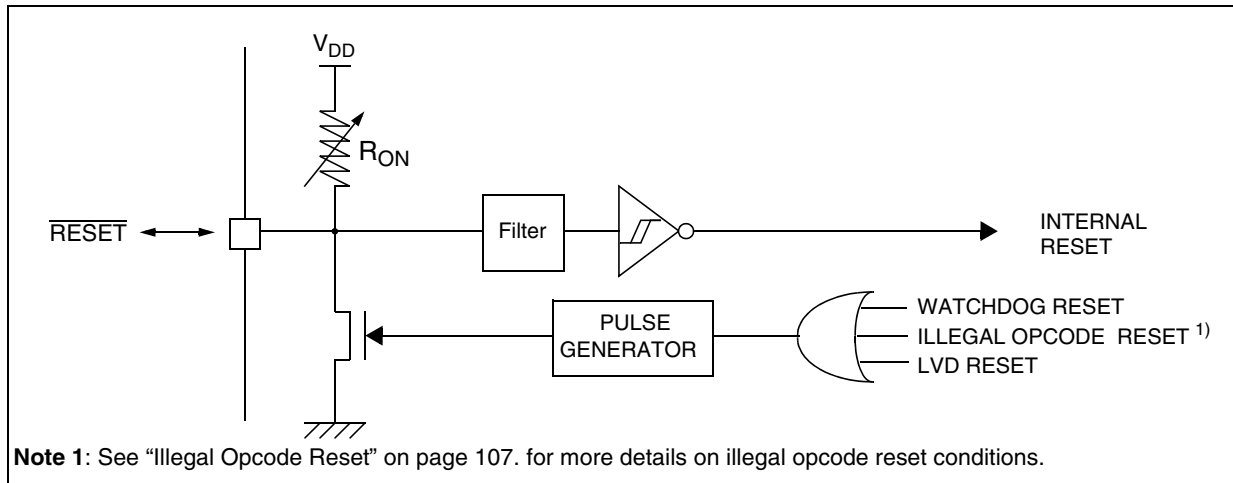 VDD
RON
RESET
Filter
INTERNAL
RESET
PULSE
GENERATOR
WATCHDOG RESET
ILLEGAL OPCODE RESET 1)
LVD RESET
Note 1: See “Illegal Opcode Reset” on page 107. for more details on illegal opcode reset conditions.